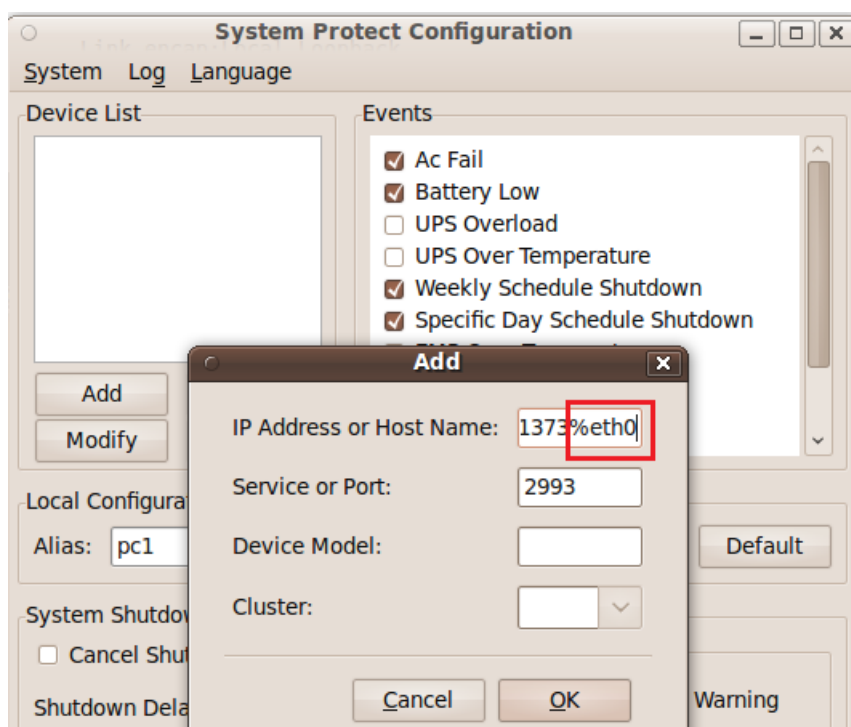 System Protect Configuration
System Log Language
Device List
Events
Ac Fail
Battery Low
UPS Overload
UPS Over Temperature
Weekly Schedule Shutdown
Specific Day Schedule Shutdown
Add
Add
Modify
IP Address or Host Name: 1373%eth0
Service or Port: 2993
Local Configura
Alias: pc1
Device Model:
Default
Cluster:
System Shutdo
Cancel Shu
Shutdown Dela
Cancel
OK
Warning